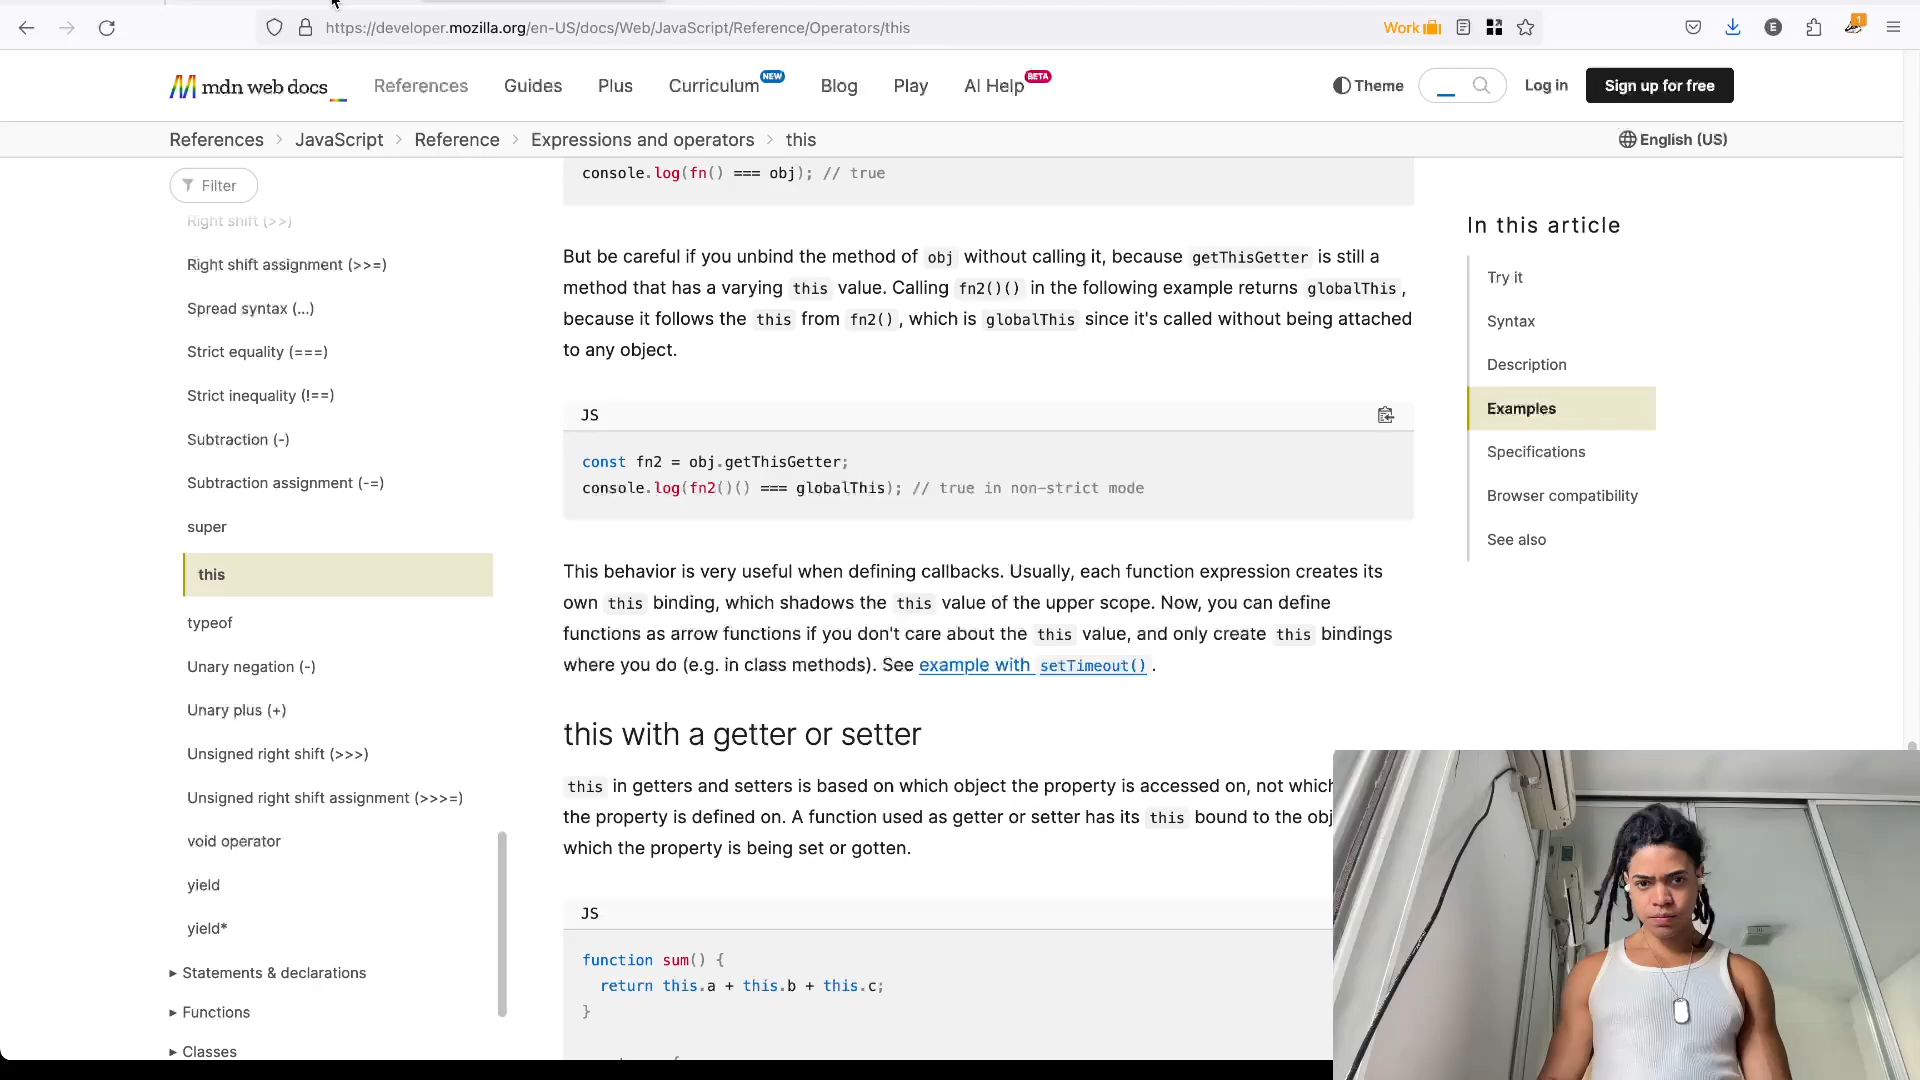 https://developer.mozilla.org/en-US/docs/Web/JavaScript/Reference/Operators/this
Work
E
1
mdn web docs
References
Guides
Plus
Curriculum NEW
Blog
Play
AI Help BETA
Theme
Log in
Sign up for free
References > JavaScript > Reference > Expressions and operators > this
English (US)
Filter
Right shift (>>)
Right shift assignment (>>=)
Spread syntax (...)
Strict equality (===)
Strict inequality (!==)
Subtraction (-)
Subtraction assignment (-=)
super
this
typeof
Unary negation (-)
Unary plus (+)
Unsigned right shift (>>>)
Unsigned right shift assignment (>>>=)
void operator
yield
yield*
Statements & declarations
Functions
Classes
console.log(fn() === obj); // true
But be careful if you unbind the method of obj without calling it, because getThisGetter is still a
method that has a varying this value. Calling fn2()() in the following example returns globalThis,
because it follows the this from fn2(), which is globalThis since it's called without being attached
to any object.
JS
const fn2 = obj.getThisGetter;
console.log(fn2()() === globalThis); // true in non-strict mode
This behavior is very useful when defining callbacks. Usually, each function expression creates its
own this binding, which shadows the this value of the upper scope. Now, you can define
functions as arrow functions if you don't care about the this value, and only create this bindings
where you do (e.g. in class methods). See example with setTimeout().
this with a getter or setter
this in getters and setters is based on which object the property is accessed on, not which
the property is defined on. A function used as getter or setter has its this bound to the obj
which the property is being set or gotten.
JS
function sum() {
return this.a + this.b + this.c;
}
In this article
Try it
Syntax
Description
Examples
Specifications
Browser compatibility
See also